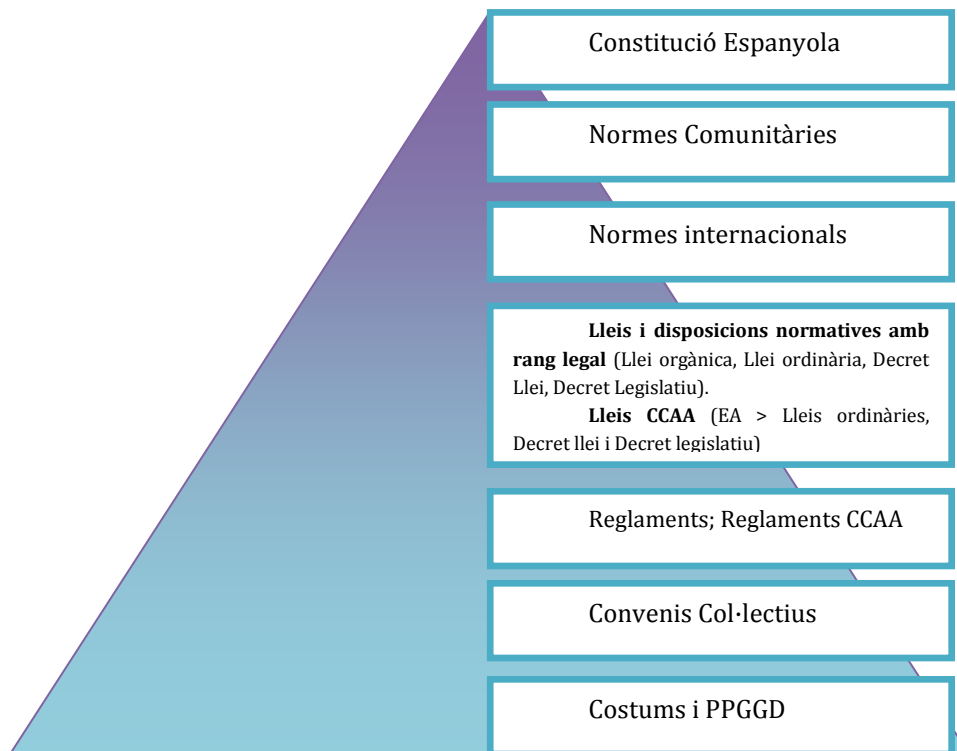 Constitució Espanyola
Normes Comunitàries
Normes internacionals
Lleis i disposicions normatives amb
rang legal (Llei orgànica, Llei ordinària, Decret
Llei, Decret Legislatiu).
Lleis CCAA (EA > Lleis ordinàries,
Decret llei i Decret legislatiu)
Reglaments; Reglaments CCAA
Convenis Col·lectius
Costums i PPGGD